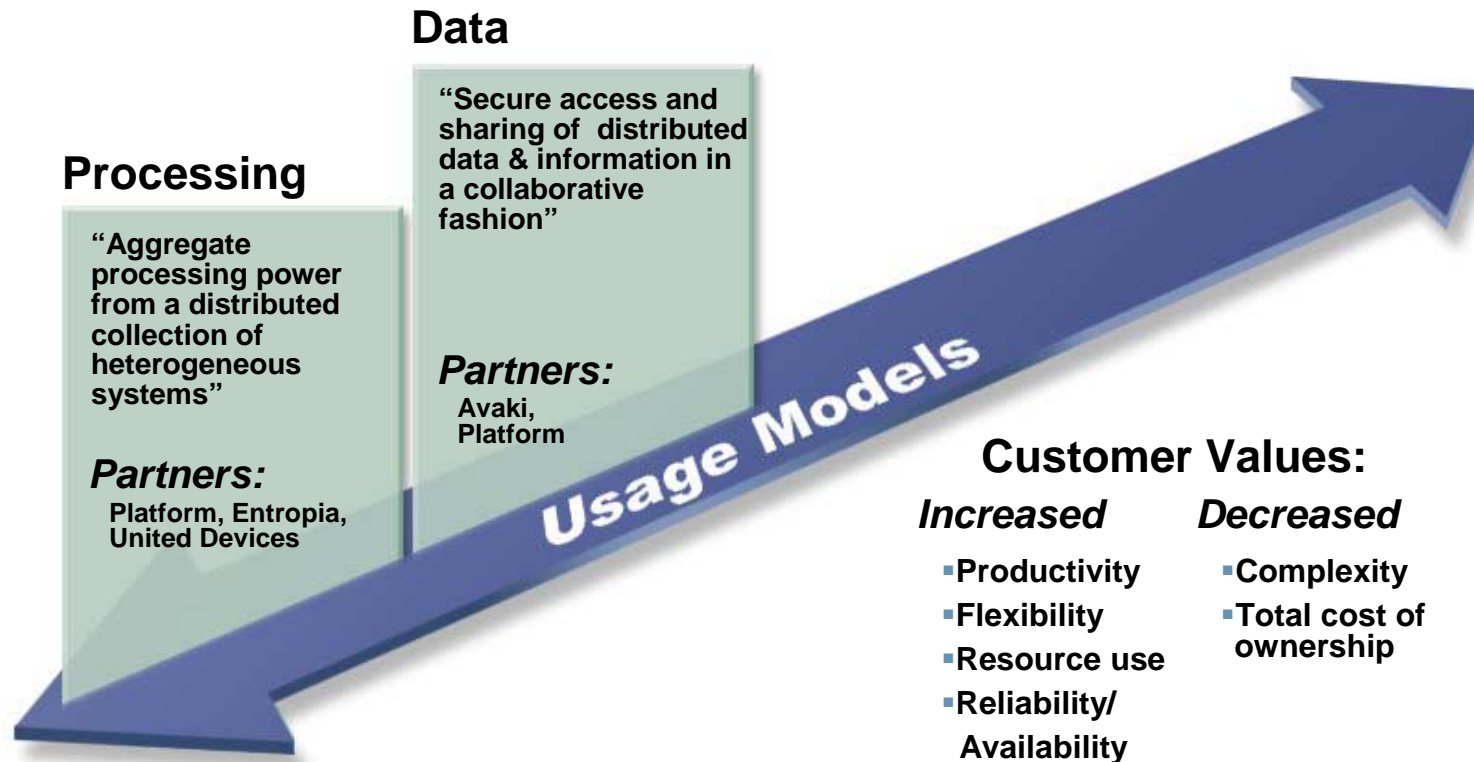 Data
“Secure access and
sharing of distributed
data & information in
a collaborative
fashion”
Partners:
Avaki,
Platform
Processing
“Aggregate
processing power
from a distributed
collection of
heterogeneous
systems”
Partners:
Platform, Entropia,
United Devices
Usage Models
Customer Values:
Increased
▪Productivity
▪Flexibility
▪Resource use
▪Reliability/
Availability
Decreased
▪Complexity
▪Total cost of
ownership